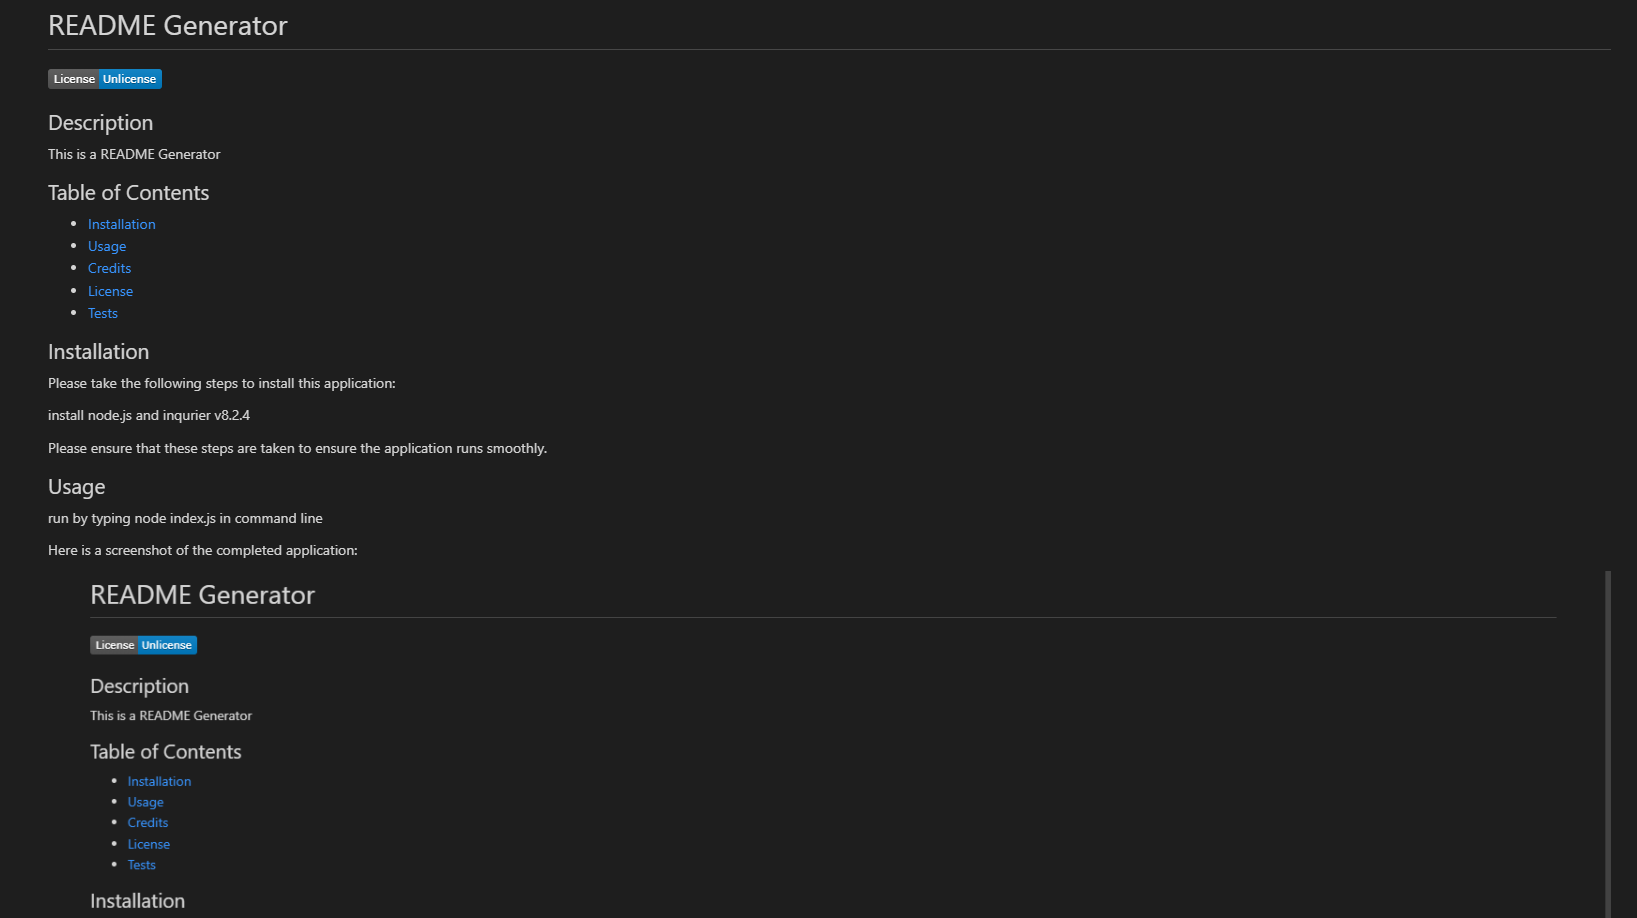 README Generator
License Unlicense
Description
This is a README Generator
Table of Contents
Installation
Usage
Credits
License
Tests
Installation
Please take the following steps to install this application:
install node.js and inqurier v8.2.4
Please ensure that these steps are taken to ensure the application runs smoothly.
Usage
run by typing node index.js in command line
Here is a screenshot of the completed application:
README Generator
License Unlicense
Description
This is a README Generator
Table of Contents
Installation
Usage
Credits
License
Tests
Installation